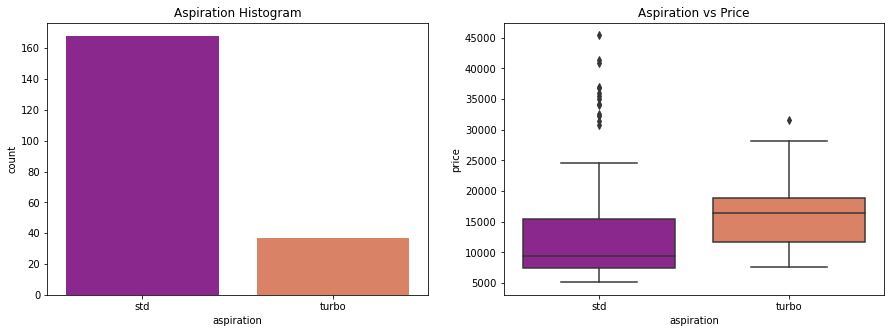 Aspiration Histogram
160
140
120
100
80
60
40
20
0
count
std
turbo
aspiration
Aspiration vs Price
45000
40000
35000
30000
25000
20000
15000
10000
5000
price
std
turbo
aspiration